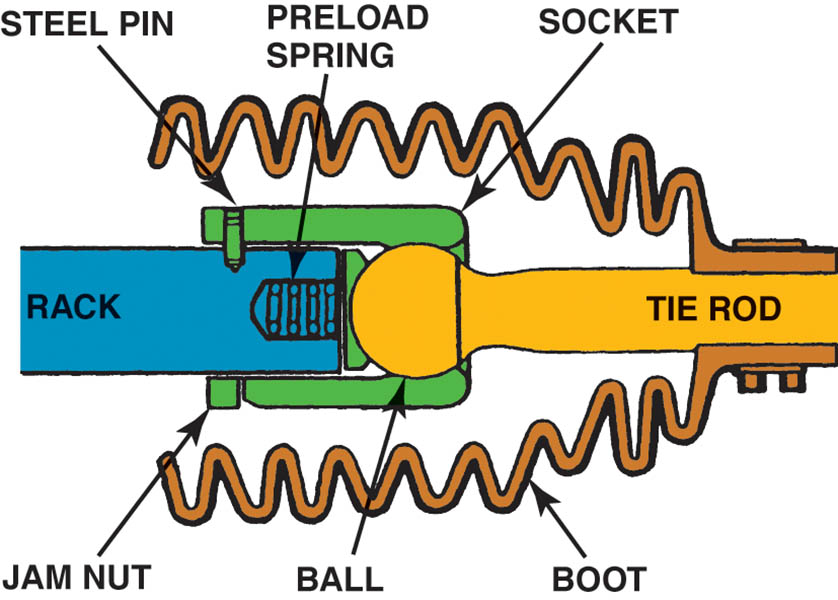 STEEL PIN
PRELOAD
SPRING
SOCKET
RACK
TIE ROD
JAM NUT
BALL
BOOT